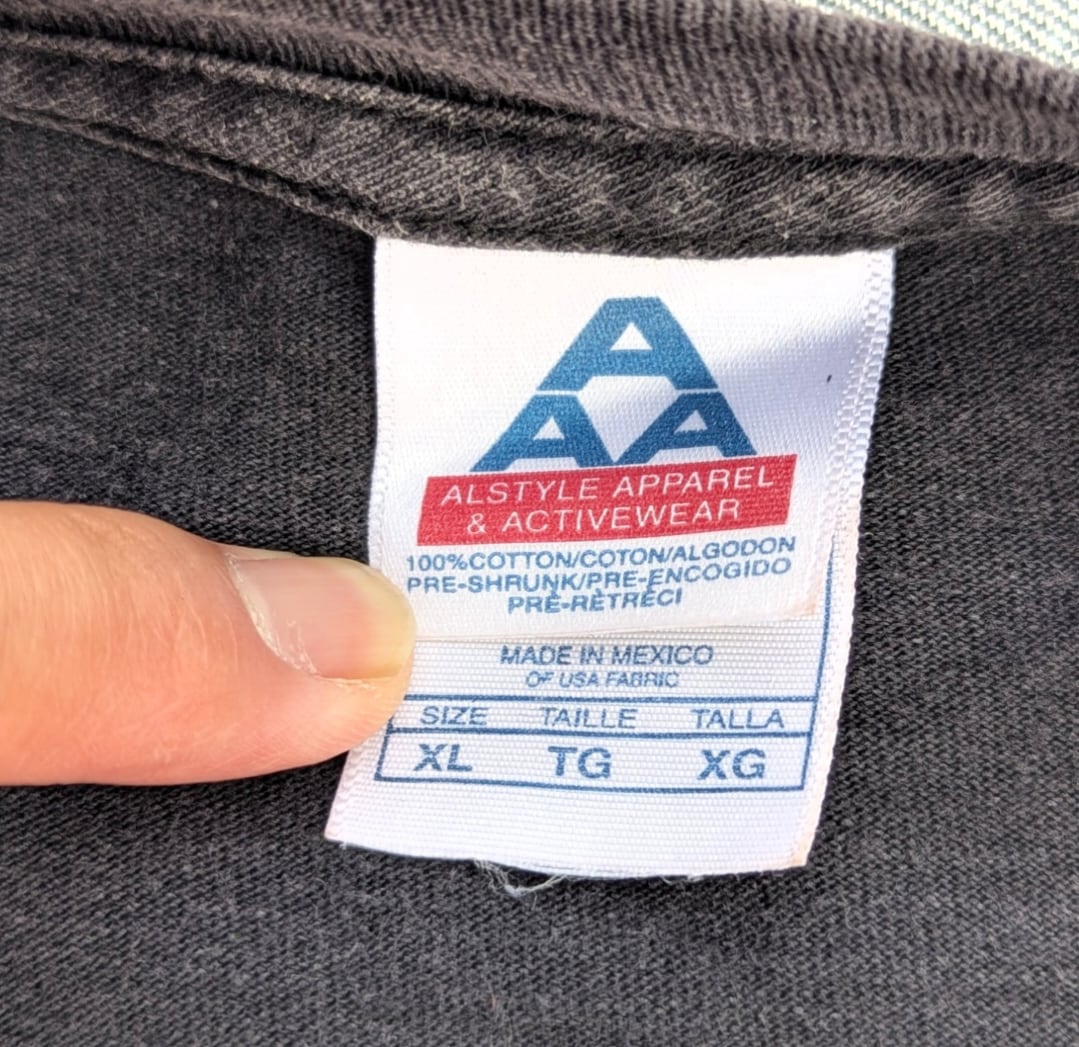 A
AA
ALSTYLE APPAREL
& ACTIVEWEAR
100%COTTON/COTON/ALGODON
PRE-SHRUNK/PRE-ENCOGIDO
PRÉ-RÉTRÉCI
MADE IN MEXICO
OF USA FABRIC
SIZE TAILLE TALLA
XL TG XG